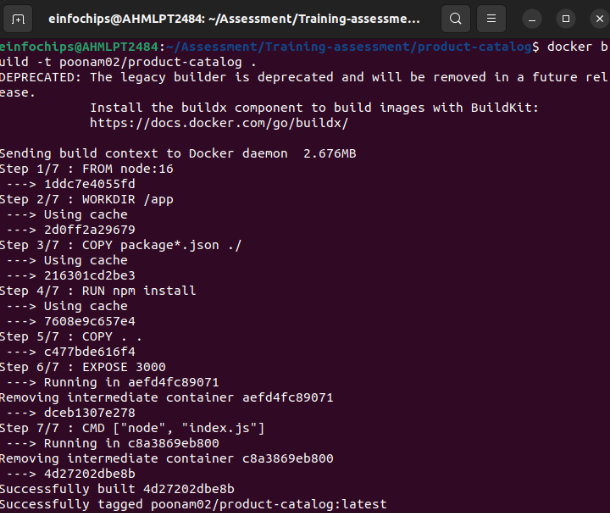 einfochips@AHMLPT2484: ~/Assessment/Training-assessme...
einfochips@AHMLPT2484:~/Assessment/Training-assessment/product-catalog$ docker b
uild -t poonam02/product-catalog .
DEPRECATED: The legacy builder is deprecated and will be removed in a future rel
ease.
            Install the buildx component to build images with BuildKit:
            https://docs.docker.com/go/buildx/

Sending build context to Docker daemon  2.676MB
Step 1/7 : FROM node:16
 ---> 1ddc7e4055fd
Step 2/7 : WORKDIR /app
 ---> Using cache
 ---> 2d0ff2a29679
Step 3/7 : COPY package*.json ./
 ---> Using cache
 ---> 216301cd2be3
Step 4/7 : RUN npm install
 ---> Using cache
 ---> 7608e9c657e4
Step 5/7 : COPY . .
 ---> c477bde616f4
Step 6/7 : EXPOSE 3000
 ---> Running in aefd4fc89071
Removing intermediate container aefd4fc89071
 ---> dceb1307e278
Step 7/7 : CMD ["node", "index.js"]
 ---> Running in c8a3869eb800
Removing intermediate container c8a3869eb800
 ---> 4d27202dbe8b
Successfully built 4d27202dbe8b
Successfully tagged poonam02/product-catalog:latest